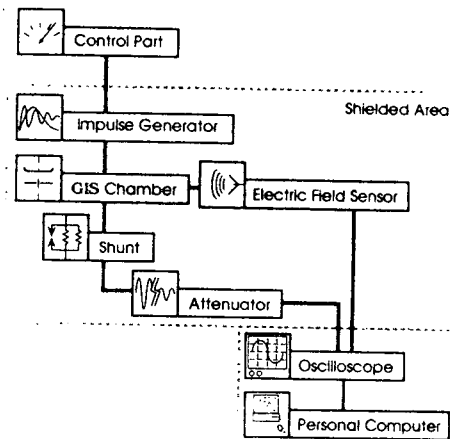 Control Part
Shielded Area
Impulse Generator
GIS Chamber
Electric Field Sensor
Shunt
Attenuator
Oscilloscope
Personal Computer